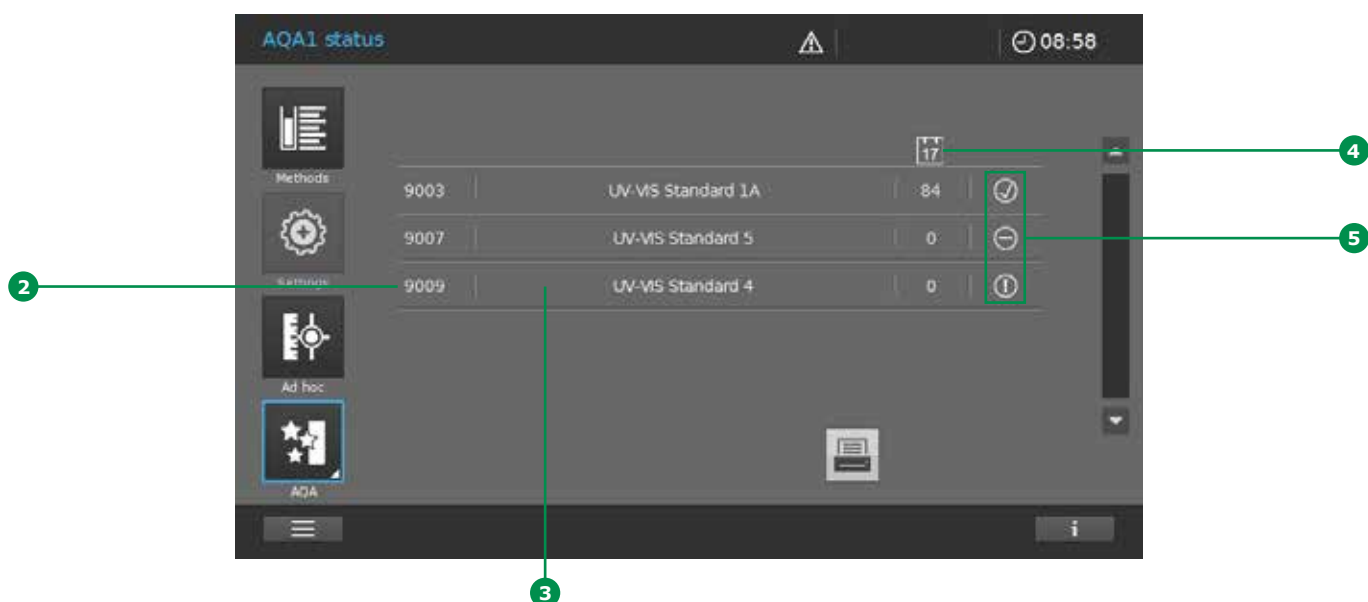 AQA1 status
08:58
17
4
Methods
9003 UV-VIS Standard 1A 84
9007 UV-VIS Standard 5 0
5
Settings
2
9009 UV-VIS Standard 4 0
Ad hoc
AQA
i
3